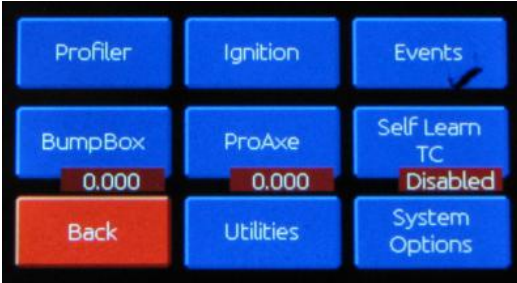 Profiler
Ignition
Events
BumpBox
ProAxe
Self Learn
TC
0.000
0.000
Disabled
Back
Utilities
System
Options